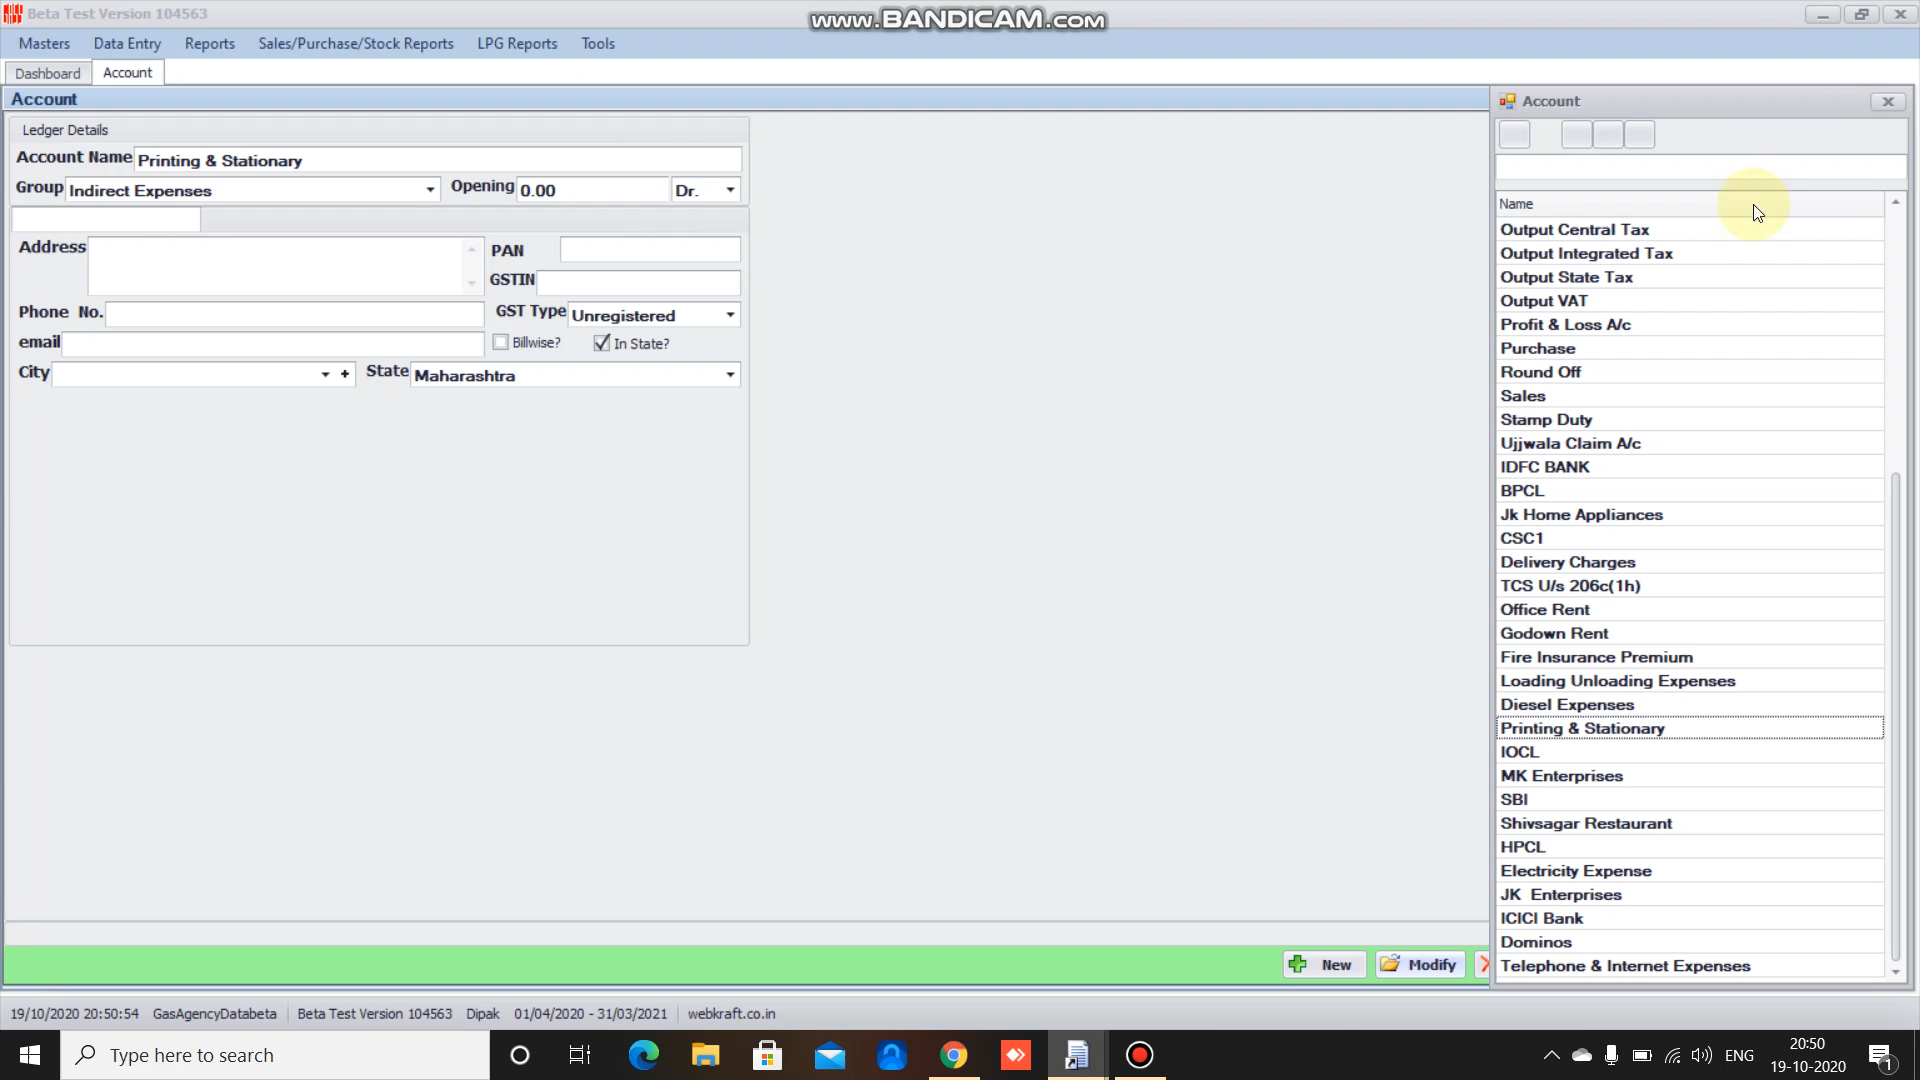 Beta Test Version 104563
www.BANDICAM.com
Masters Data Entry Reports Sales/Purchase/Stock Reports LPG Reports Tools
Dashboard Account
Account
Ledger Details
Account Name Printing & Stationary
Group Indirect Expenses Opening 0.00 Dr.
Address PAN
GSTIN
Phone No. GST Type Unregistered
email Billwise? In State?
City + State Maharashtra
New Modify
Account
Name
Output Central Tax
Output Integrated Tax
Output State Tax
Output VAT
Profit & Loss A/c
Purchase
Round Off
Sales
Stamp Duty
Ujjwala Claim A/c
IDFC BANK
BPCL
Jk Home Appliances
CSC1
Delivery Charges
TCS U/s 206c(1h)
Office Rent
Godown Rent
Fire Insurance Premium
Loading Unloading Expenses
Diesel Expenses
Printing & Stationary
IOCL
MK Enterprises
SBI
Shivsagar Restaurant
HPCL
Electricity Expense
JK Enterprises
ICICI Bank
Dominos
Telephone & Internet Expenses
19/10/2020 20:50:54 GasAgencyDatabeta Beta Test Version 104563 Dipak 01/04/2020 - 31/03/2021 webkraft.co.in
Type here to search
ENG
20:50
19-10-2020
1